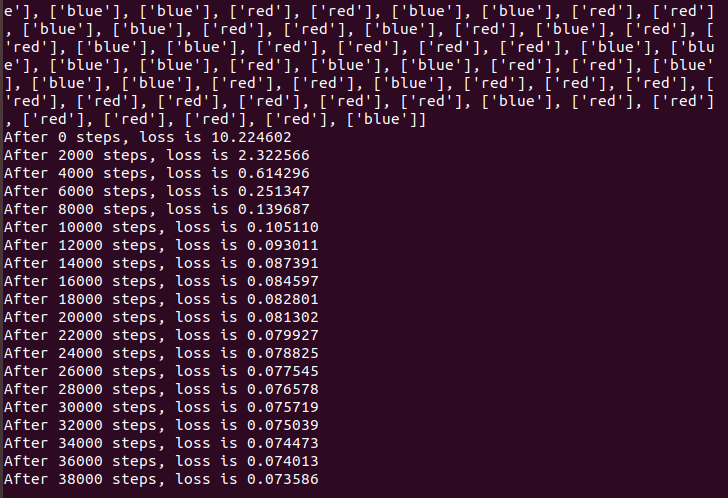 e'], ['blue'], ['blue'], ['red'], ['red'], ['blue'], ['blue'], ['red'], ['red']
, ['blue'], ['blue'], ['red'], ['red'], ['blue'], ['red'], ['blue'], ['red'], [
'red'], ['blue'], ['blue'], ['red'], ['red'], ['red'], ['red'], ['blue'], ['blu
e'], ['blue'], ['blue'], ['red'], ['blue'], ['blue'], ['red'], ['red'], ['blue'
], ['blue'], ['blue'], ['red'], ['red'], ['blue'], ['red'], ['red'], ['red'], [
'red'], ['red'], ['red'], ['red'], ['red'], ['red'], ['blue'], ['red'], ['red']
, ['red'], ['red'], ['red'], ['red'], ['blue']]
After 0 steps, loss is 10.224602
After 2000 steps, loss is 2.322566
After 4000 steps, loss is 0.614296
After 6000 steps, loss is 0.251347
After 8000 steps, loss is 0.139687
After 10000 steps, loss is 0.105110
After 12000 steps, loss is 0.093011
After 14000 steps, loss is 0.087391
After 16000 steps, loss is 0.084597
After 18000 steps, loss is 0.082801
After 20000 steps, loss is 0.081302
After 22000 steps, loss is 0.079927
After 24000 steps, loss is 0.078825
After 26000 steps, loss is 0.077545
After 28000 steps, loss is 0.076578
After 30000 steps, loss is 0.075719
After 32000 steps, loss is 0.075039
After 34000 steps, loss is 0.074473
After 36000 steps, loss is 0.074013
After 38000 steps, loss is 0.073586